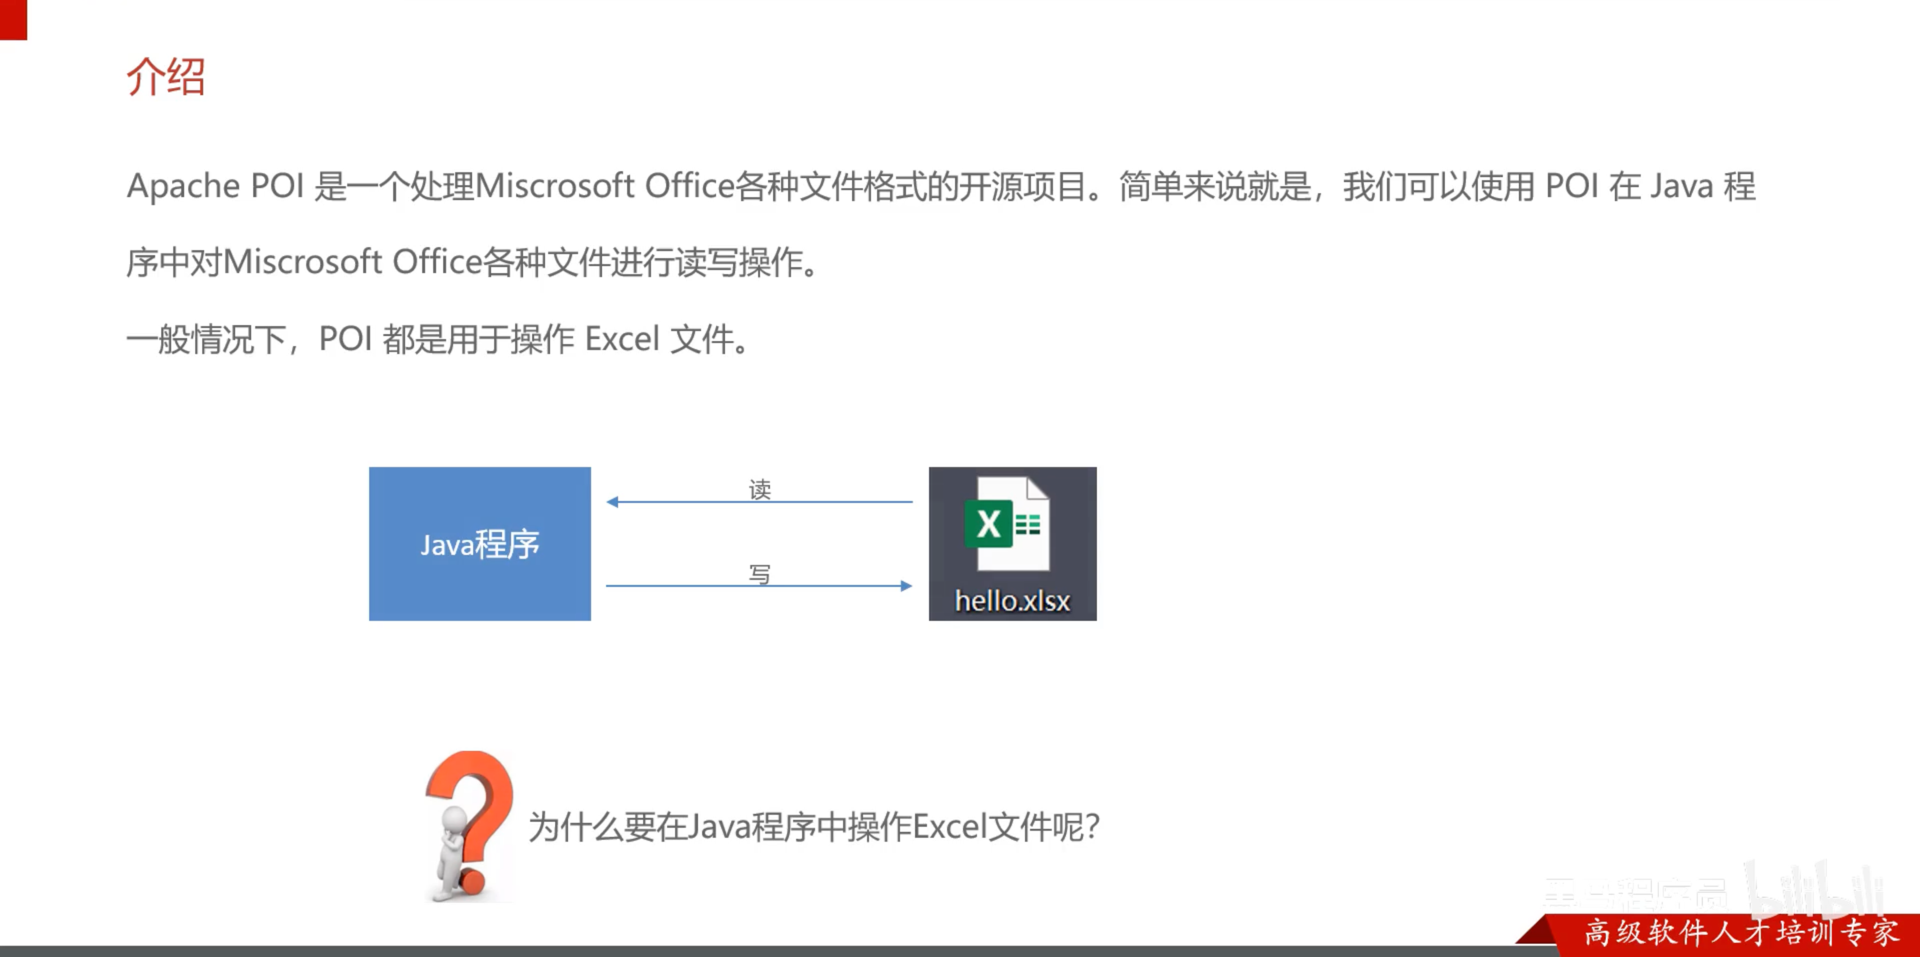 介绍
Apache POI 是一个处理Miscrosoft Office各种文件格式的开源项目。简单来说就是，我们可以使用 POI 在 Java 程
序中对Miscrosoft Office各种文件进行读写操作。
一般情况下，POI 都是用于操作 Excel 文件。
读
Java程序
写
X
hello.xlsx
为什么要在Java程序中操作Excel文件呢？
黑马程序员 bilibili
高级软件人才培训专家